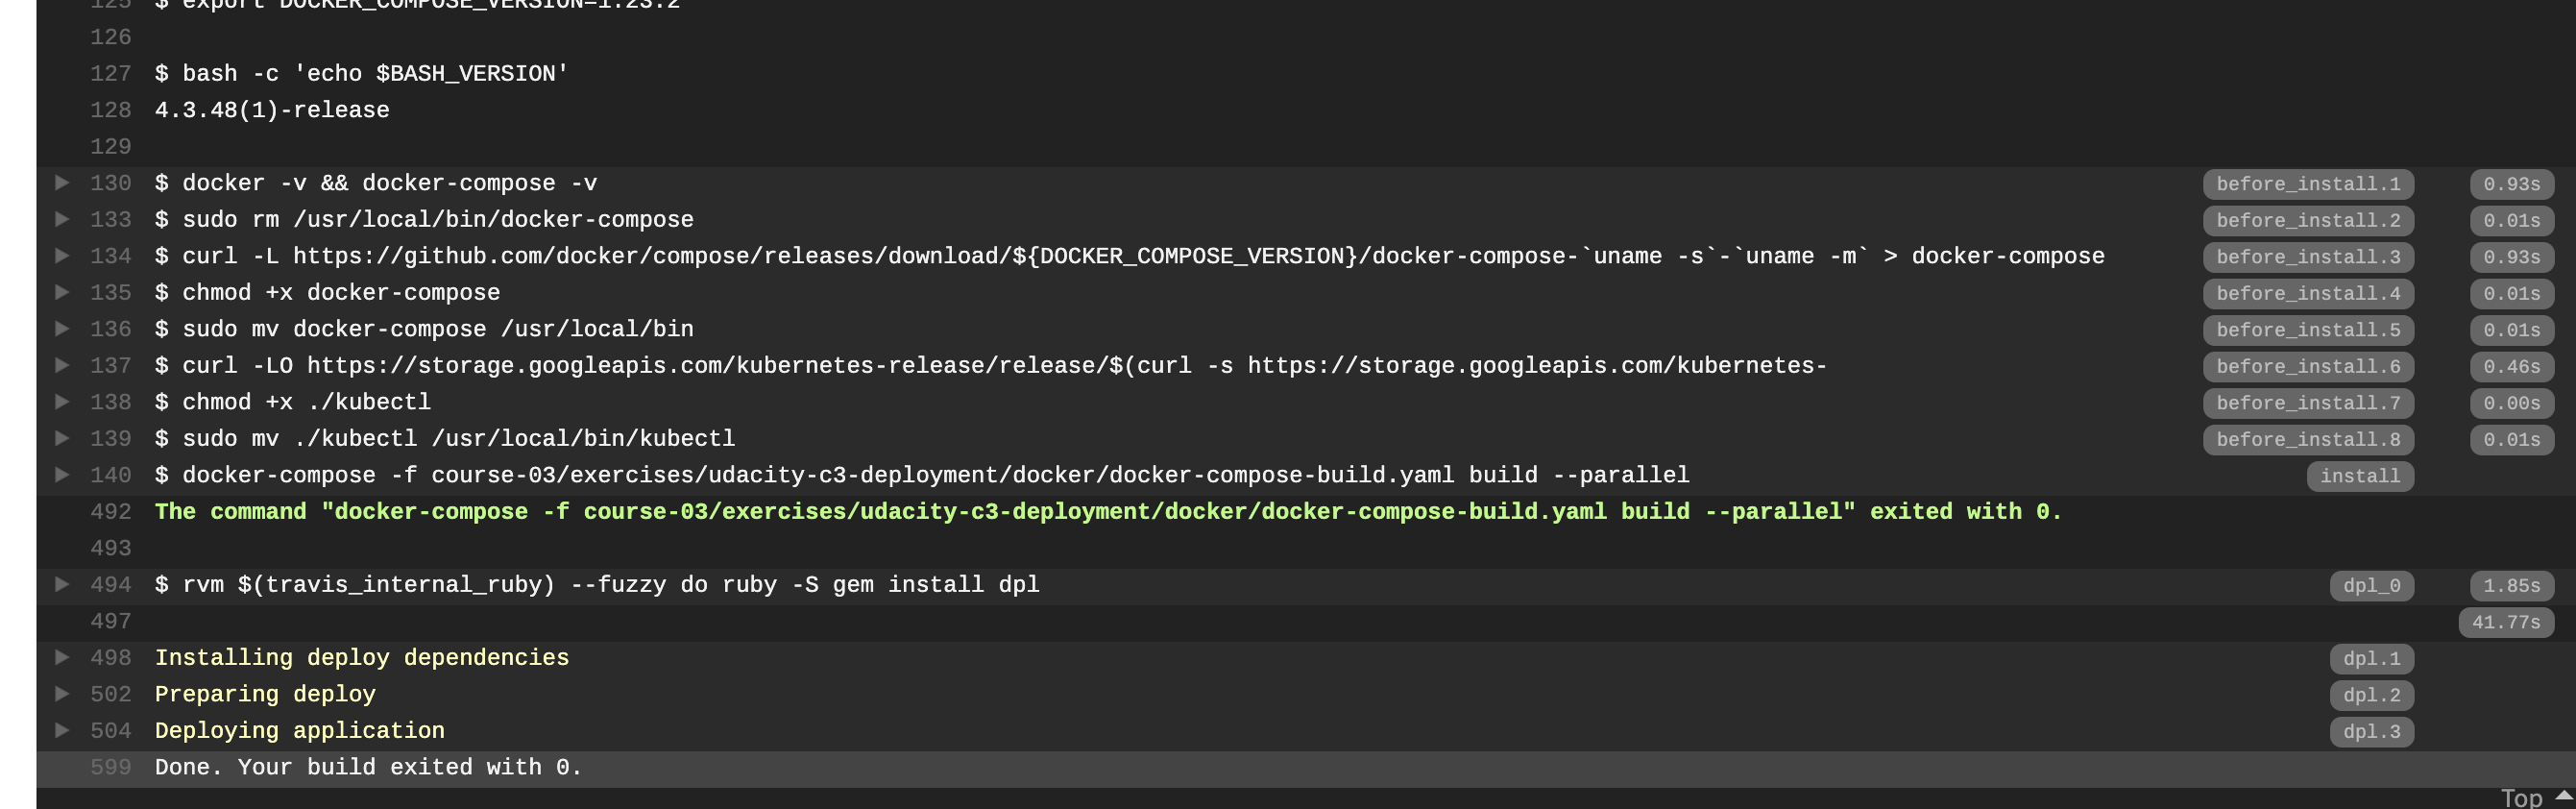 125 $ export DOCKER_COMPOSE_VERSION=1.23.2
126
127 $ bash -c 'echo $BASH_VERSION'
128 4.3.48(1)-release
129
130 $ docker -v && docker-compose -v before_install.1 0.93s
133 $ sudo rm /usr/local/bin/docker-compose before_install.2 0.01s
134 $ curl -L https://github.com/docker/compose/releases/download/${DOCKER_COMPOSE_VERSION}/docker-compose-`uname -s`-`uname -m` > docker-compose before_install.3 0.93s
135 $ chmod +x docker-compose before_install.4 0.01s
136 $ sudo mv docker-compose /usr/local/bin before_install.5 0.01s
137 $ curl -LO https://storage.googleapis.com/kubernetes-release/release/$(curl -s https://storage.googleapis.com/kubernetes- before_install.6 0.46s
138 $ chmod +x ./kubectl before_install.7 0.00s
139 $ sudo mv ./kubectl /usr/local/bin/kubectl before_install.8 0.01s
140 $ docker-compose -f course-03/exercises/udacity-c3-deployment/docker/docker-compose-build.yaml build --parallel install
492 The command "docker-compose -f course-03/exercises/udacity-c3-deployment/docker/docker-compose-build.yaml build --parallel" exited with 0.
493
494 $ rvm $(travis_internal_ruby) --fuzzy do ruby -S gem install dpl dpl_0 1.85s
497 41.77s
498 Installing deploy dependencies dpl.1
502 Preparing deploy dpl.2
504 Deploying application dpl.3
599 Done. Your build exited with 0.
Top